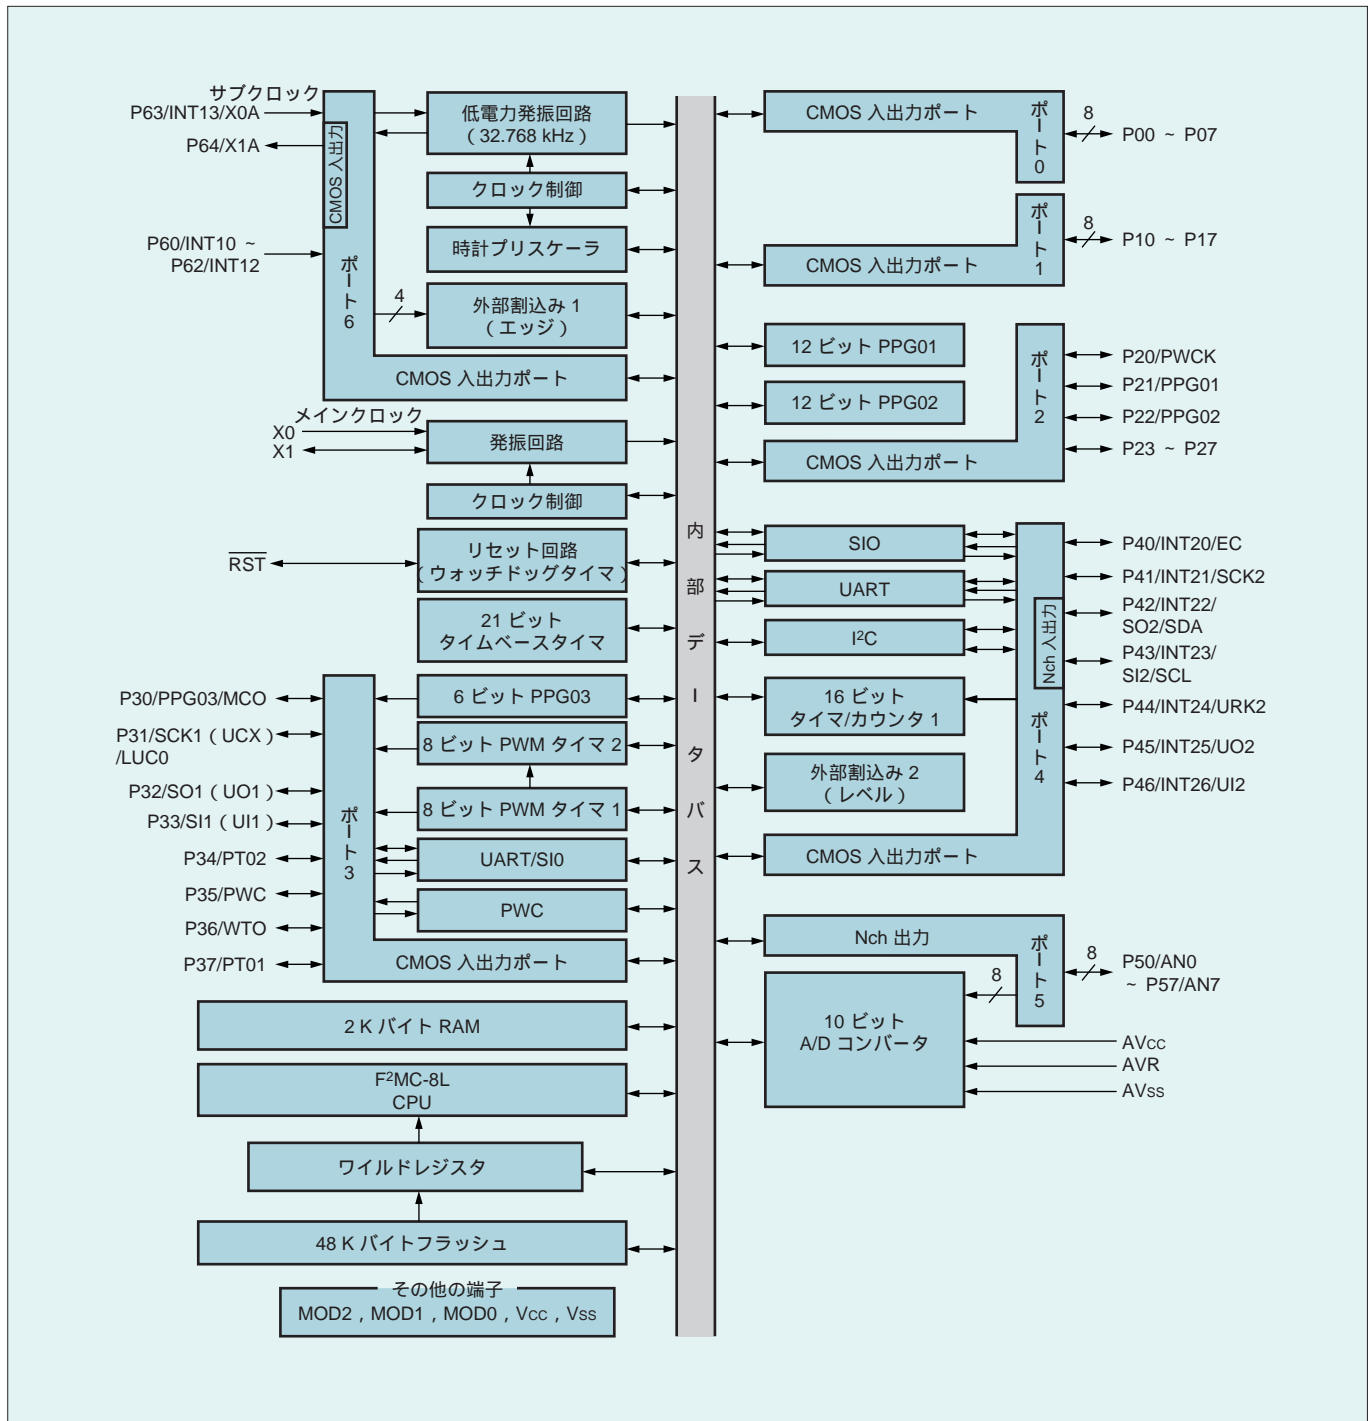 サブクロック
P63/INT13/X0A
P64/X1A
CMOS 入出力
P60/INT10 ~
P62/INT12
ポート6
低電力発振回路
( 32.768 kHz )
クロック制御
時計プリスケーラ
4
外部割込み 1
( エッジ )
CMOS 入出力ポート
メインクロック
X0
X1
発振回路
クロック制御
RST
リセット回路
( ウォッチドッグタイマ )
21 ビット
タイムベースタイマ
P30/PPG03/MCO
P31/SCK1 ( UCX )
/LUC0
P32/SO1 ( UO1 )
P33/SI1 ( UI1 )
P34/PT02
P35/PWC
P36/WTO
P37/PT01
ポート3
6 ビット PPG03
8 ビット PWM タイマ 2
8 ビット PWM タイマ 1
UART/SI0
PWC
CMOS 入出力ポート
2 K バイト RAM
F²MC-8L
CPU
ワイルドレジスタ
48 K バイトフラッシュ
その他の端子
MOD2 , MOD1 , MOD0 , Vcc , Vss
内部データバス
CMOS 入出力ポート
ポート0
8
P00 ~ P07
ポート1
8
P10 ~ P17
CMOS 入出力ポート
12 ビット PPG01
12 ビット PPG02
CMOS 入出力ポート
ポート2
P20/PWCK
P21/PPG01
P22/PPG02
P23 ~ P27
SIO
UART
I²C
16 ビット
タイマ/カウンタ 1
外部割込み 2
( レベル )
CMOS 入出力ポート
Nch 入出力
ポート4
P40/INT20/EC
P41/INT21/SCK2
P42/INT22/
SO2/SDA
P43/INT23/
SI2/SCL
P44/INT24/URK2
P45/INT25/UO2
P46/INT26/UI2
Nch 出力
ポート5
8
P50/AN0
~ P57/AN7
8
10 ビット
A/D コンバータ
AVcc
AVR
AVss